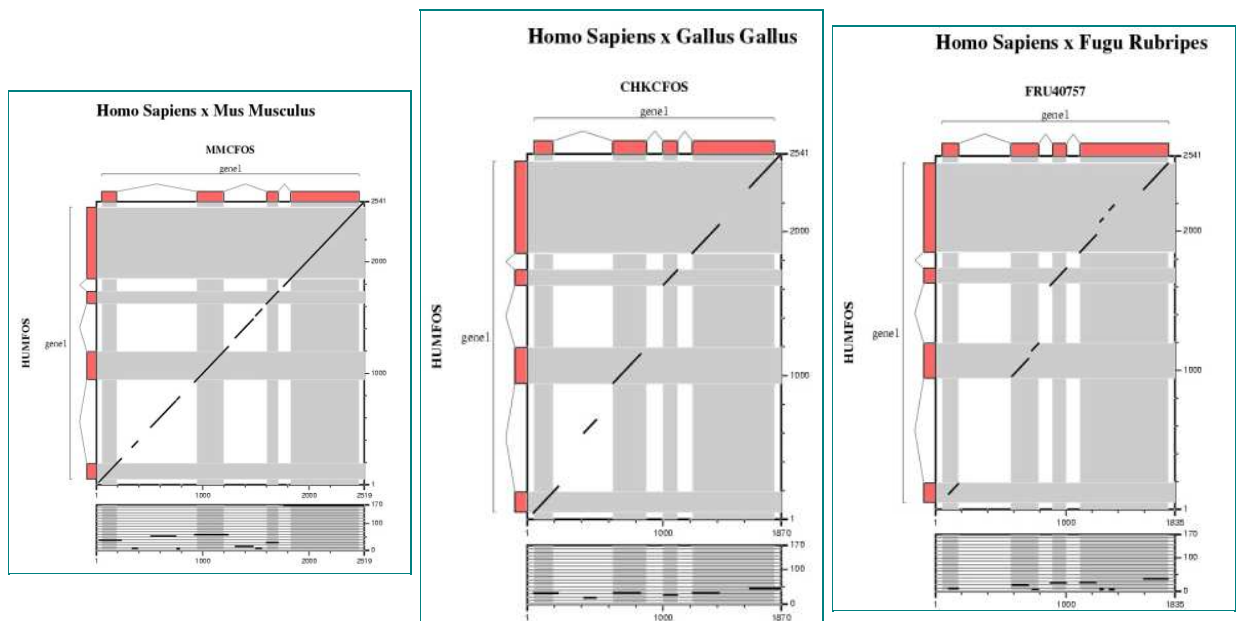 Homo Sapiens x Mus Musculus
MMCFOS
gene1
HUMFOS
gene1
2541
2000
1000
1
1
1000
2000
2519
170
100
0
1
1000
2000
2519
Homo Sapiens x Gallus Gallus
CHKCFOS
gene1
HUMFOS
gene1
2541
2000
1000
1
1
1000
1870
170
100
0
1
1000
1870
Homo Sapiens x Fugu Rubripes
FRU40757
gene1
HUMFOS
gene1
2541
2000
1000
1
1
1000
1835
170
100
0
1
1000
1835